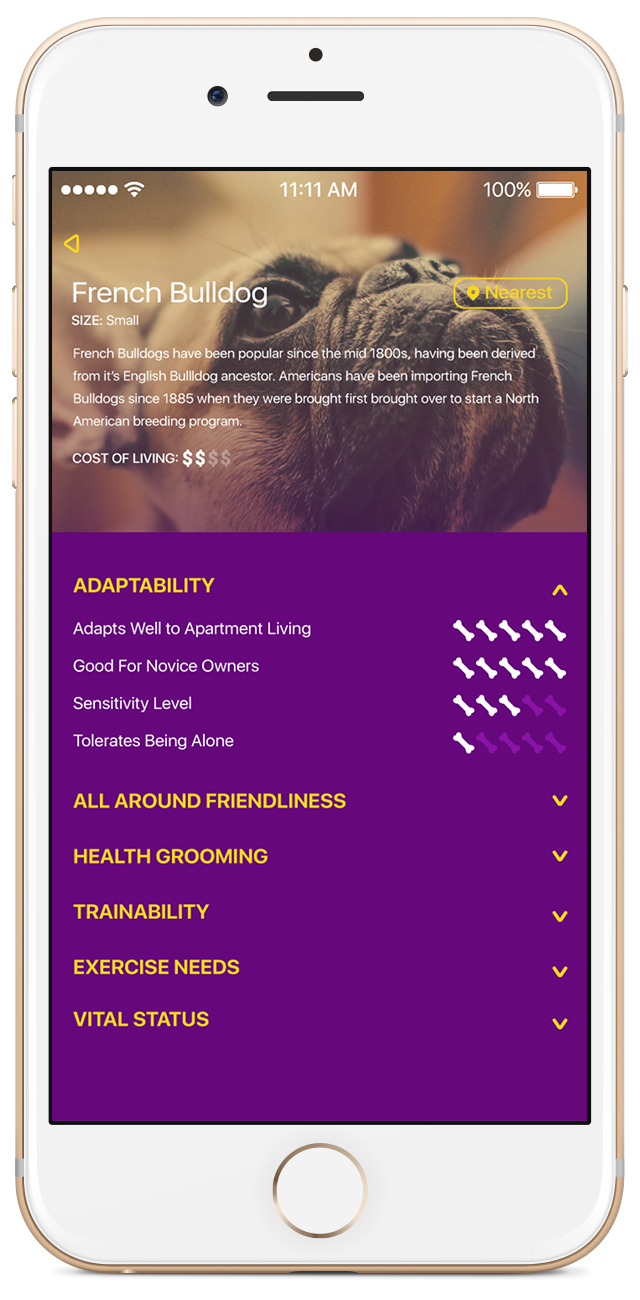 11:11 AM 100%
French Bulldog
Nearest
SIZE: Small
French Bulldogs have been popular since the mid 1800s, having been derived
from it's English Bullldog ancestor. Americans have been importing French
Bulldogs since 1885 when they were brought first brought over to start a North
American breeding program.
COST OF LIVING: $$$$
ADAPTABILITY
Adapts Well to Apartment Living
Good For Novice Owners
Sensitivity Level
Tolerates Being Alone
ALL AROUND FRIENDLINESS
HEALTH GROOMING
TRAINABILITY
EXERCISE NEEDS
VITAL STATUS